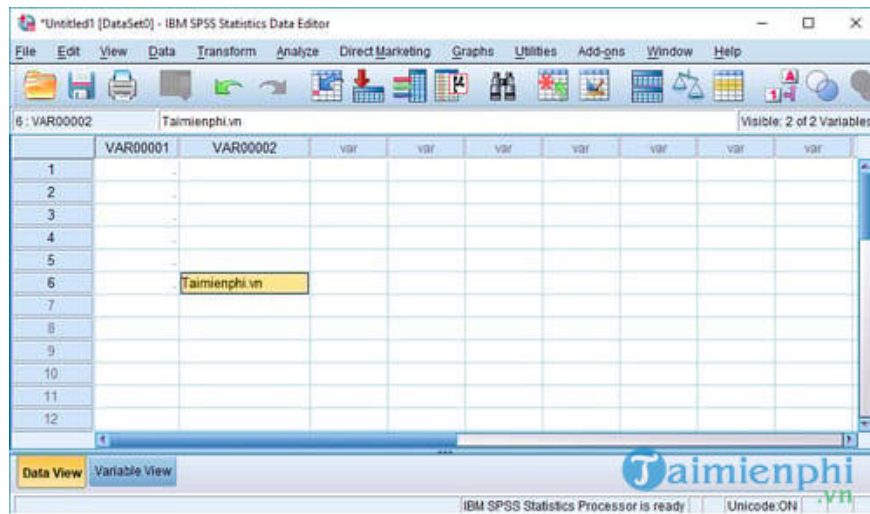 *Untitled1 [DataSet0] - IBM SPSS Statistics Data Editor
File Edit View Data Transform Analyze Direct Marketing Graphs Utilities Add-ons Window Help
6 : VAR00002 Taimienphi.vn Visible: 2 of 2 Variables
VAR00001 VAR00002 var var var var var var var
1
2
3
4
5
6 Taimienphi.vn
7
8
9
10
11
12
Data View Variable View
Taimienphi
.vn
IBM SPSS Statistics Processor is ready Unicode:ON